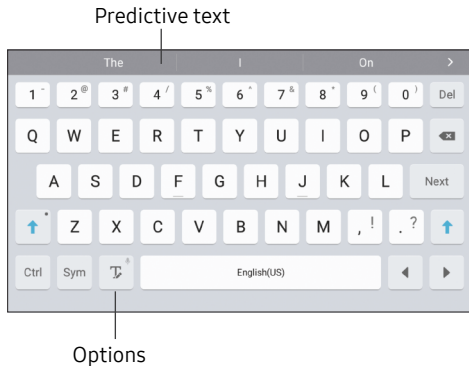 Predictive text
The I On >
1 - 2 @ 3 # 4 / 5 % 6 ^ 7 & 8 * 9 ( 0 ) Del
Q W E R T Y U I O P
A S D F G H J K L Next
Z X C V B N M , ! . ?
Ctrl Sym T English(US)
Options